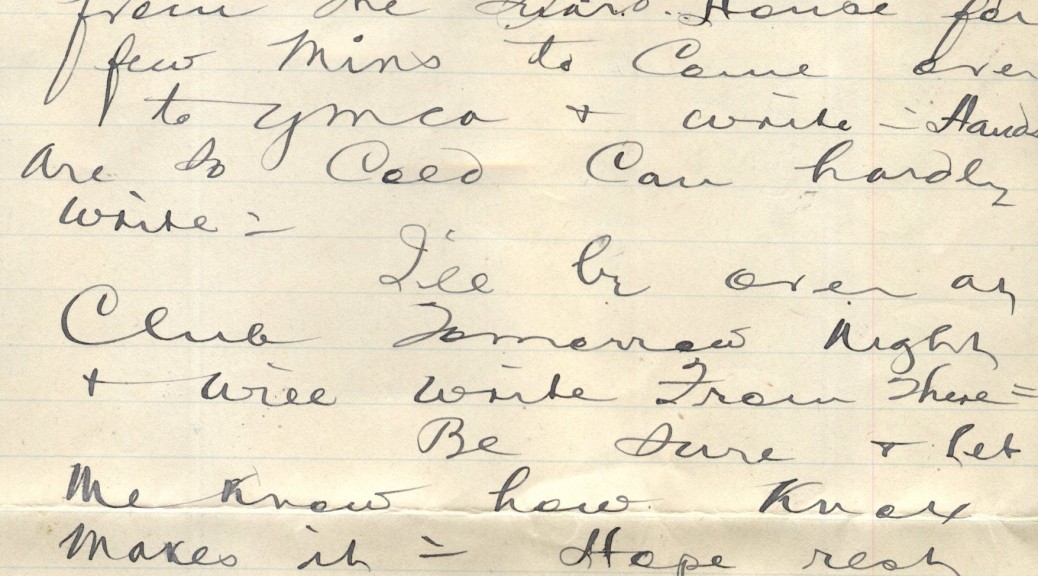 from the Guard House for
few Mins to Come over
to YMCA + write = Hands
are so Cold Can hardly
write =
I'll be over at
Club Tomorrow Night
+ will write From There =
Be Sure + let
Me Know how Knox
Makes it = Hope rest